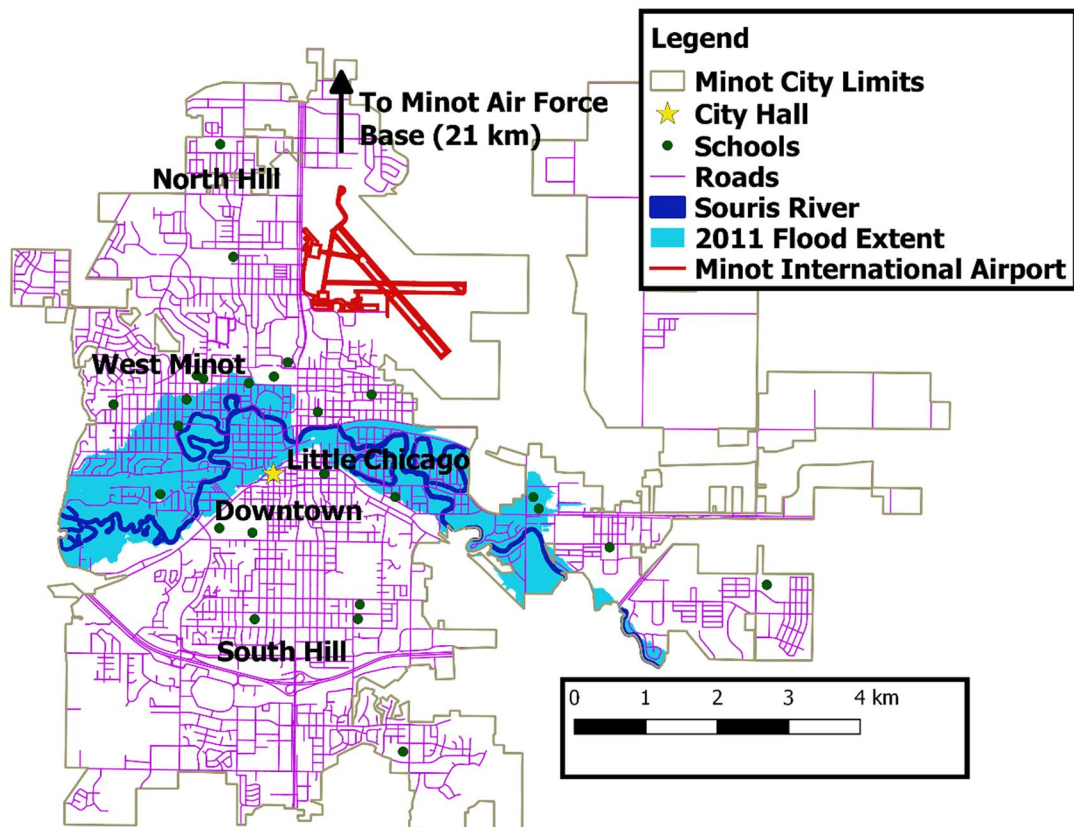 Legend
Minot City Limits
City Hall
Schools
Roads
Souris River
2011 Flood Extent
Minot International Airport
To Minot Air Force
Base (21 km)
North Hill
West Minot
Little Chicago
Downtown
South Hill
0 1 2 3 4 km